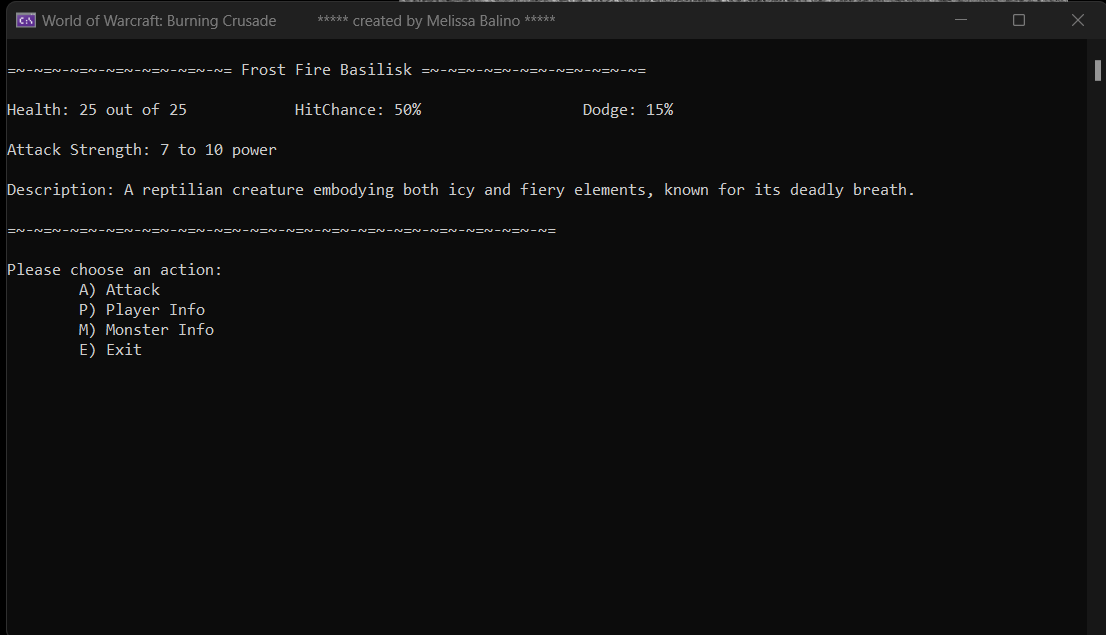 World of Warcraft: Burning Crusade ***** created by Melissa Balino *****
=~-~=~-~=~-~=~-~=~-~=~-~= Frost Fire Basilisk =~-~=~-~=~-~=~-~=~-~=~-~=
Health: 25 out of 25 HitChance: 50% Dodge: 15%
Attack Strength: 7 to 10 power
Description: A reptilian creature embodying both icy and fiery elements, known for its deadly breath.
=~-~=~-~=~-~=~-~=~-~=~-~=~-~=~-~=~-~=~-~=~-~=~-~=~-~=~-~=~-~=
Please choose an action:
A) Attack
P) Player Info
M) Monster Info
E) Exit